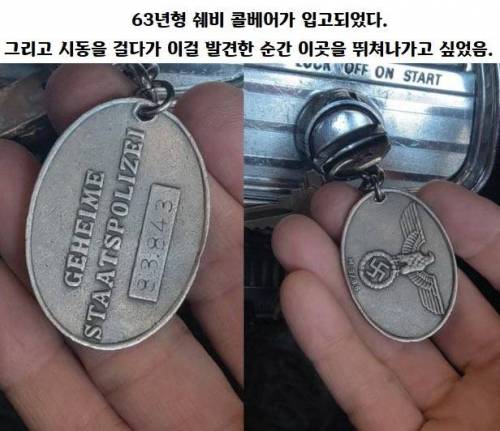 63년형 쉐비 콜베어가 입고되었다.
그리고 시동을 걸다가 이걸 발견한 순간 이곳을 뛰쳐나가고 싶었음.
GEHEIME
STAATSPOLIZEI
83.843
LOCK OFF ON START